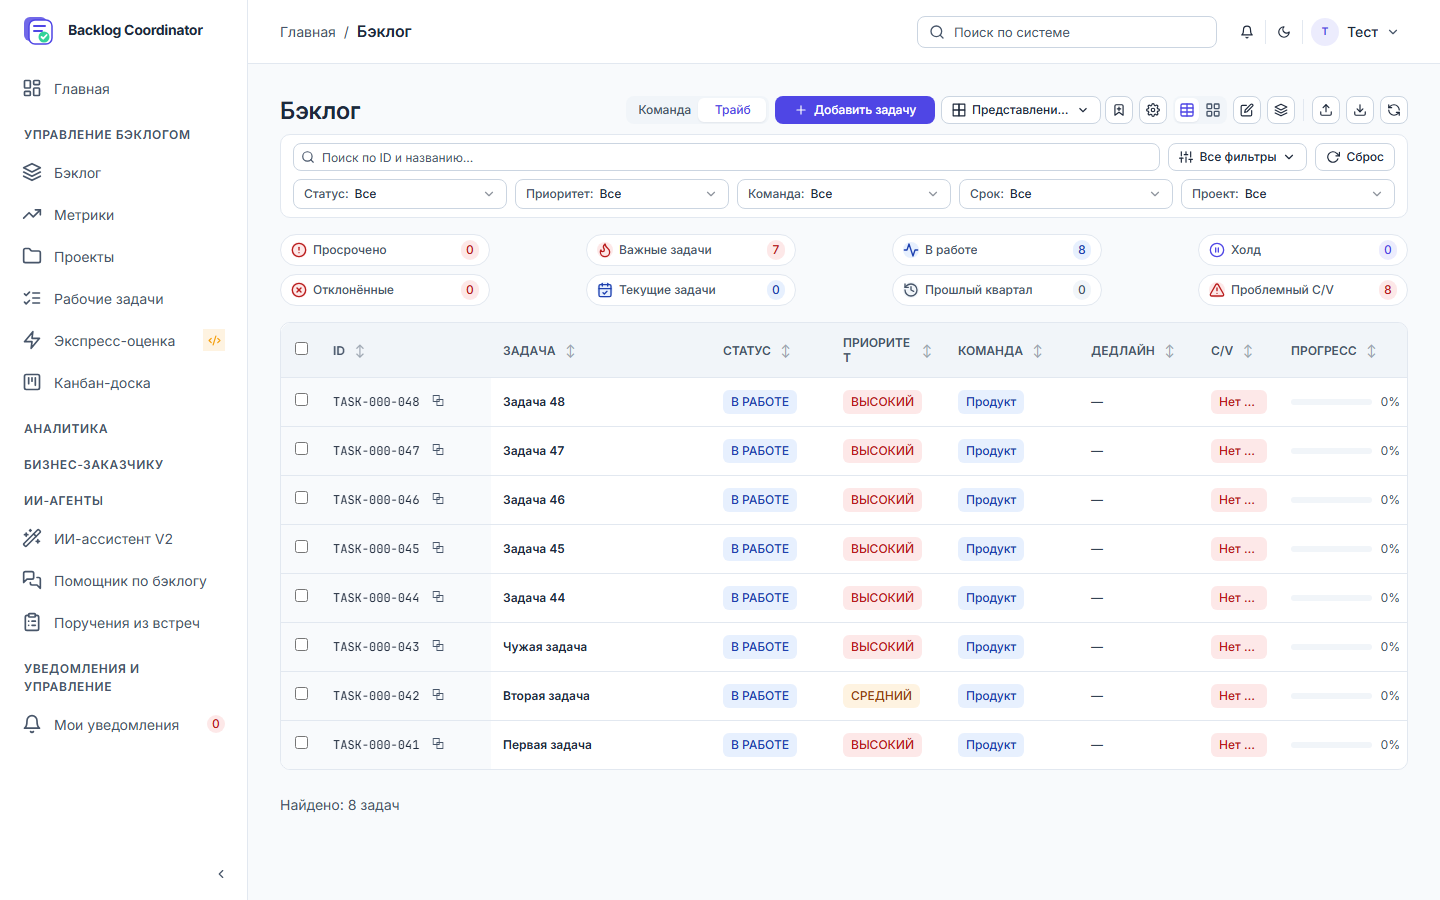 Backlog Coordinator
Главная / Бэклог
Поиск по системе
Т Тест
Главная
УПРАВЛЕНИЕ БЭКЛОГОМ
Бэклог
Метрики
Проекты
Рабочие задачи
Экспресс-оценка
Канбан-доска
АНАЛИТИКА
БИЗНЕС-ЗАКАЗЧИКУ
ИИ-АГЕНТЫ
ИИ-ассистент V2
Помощник по бэклогу
Поручения из встреч
УВЕДОМЛЕНИЯ И
УПРАВЛЕНИЕ
Мои уведомления 0
Бэклог
Команда Трайб + Добавить задачу Представлени...
Поиск по ID и названию... Все фильтры Сброс
Статус: Все Приоритет: Все Команда: Все Срок: Все Проект: Все
Просрочено 0 Важные задачи 7 В работе 8 Холд 0
Отклонённые 0 Текущие задачи 0 Прошлый квартал 0 Проблемный C/V 8
ID ЗАДАЧА СТАТУС ПРИОРИТЕ
Т КОМАНДА ДЕДЛАЙН C/V ПРОГРЕСС
TASK-000-048 Задача 48 В РАБОТЕ ВЫСОКИЙ Продукт — Нет ... 0%
TASK-000-047 Задача 47 В РАБОТЕ ВЫСОКИЙ Продукт — Нет ... 0%
TASK-000-046 Задача 46 В РАБОТЕ ВЫСОКИЙ Продукт — Нет ... 0%
TASK-000-045 Задача 45 В РАБОТЕ ВЫСОКИЙ Продукт — Нет ... 0%
TASK-000-044 Задача 44 В РАБОТЕ ВЫСОКИЙ Продукт — Нет ... 0%
TASK-000-043 Чужая задача В РАБОТЕ ВЫСОКИЙ Продукт — Нет ... 0%
TASK-000-042 Вторая задача В РАБОТЕ СРЕДНИЙ Продукт — Нет ... 0%
TASK-000-041 Первая задача В РАБОТЕ ВЫСОКИЙ Продукт — Нет ... 0%
Найдено: 8 задач